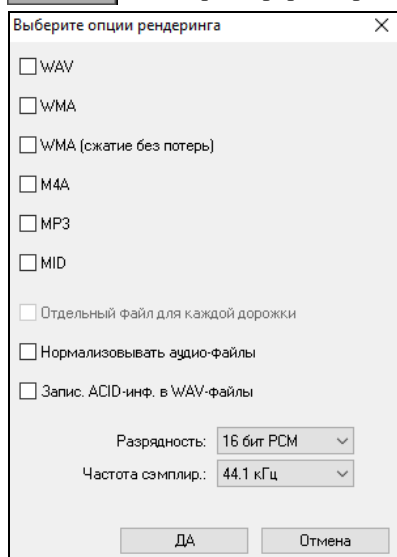 Выберите опции рендеринга
WAV
WMA
WMA (сжатие без потерь)
M4A
MP3
MID
Отдельный файл для каждой дорожки
Нормализовывать аудио-файлы
Запис. ACID-инф. в WAV-файлы
Разрядность: 16 бит PCM
Частота сэмплир.: 44.1 кГц
ДА Отмена